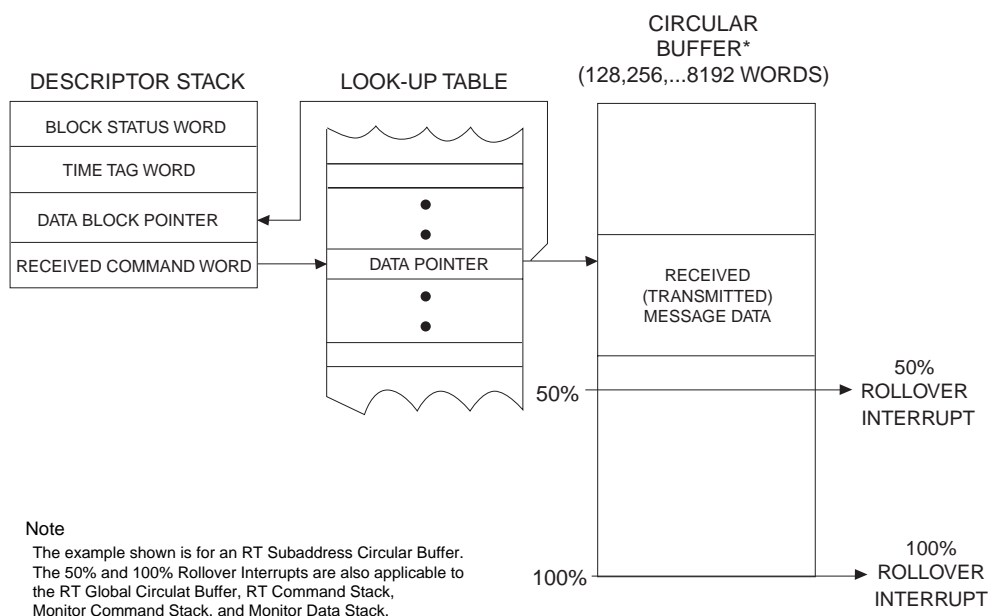 CIRCULAR
BUFFER*
(128,256,...8192 WORDS)
DESCRIPTOR STACK
LOOK-UP TABLE
BLOCK STATUS WORD
TIME TAG WORD
DATA BLOCK POINTER
RECEIVED COMMAND WORD
DATA POINTER
RECEIVED
(TRANSMITTED)
MESSAGE DATA
50%
50%
ROLLOVER
INTERRUPT
100%
100%
ROLLOVER
INTERRUPT
Note
The example shown is for an RT Subaddress Circular Buffer.
The 50% and 100% Rollover Interrupts are also applicable to
the RT Global Circulat Buffer, RT Command Stack,
Monitor Command Stack, and Monitor Data Stack.